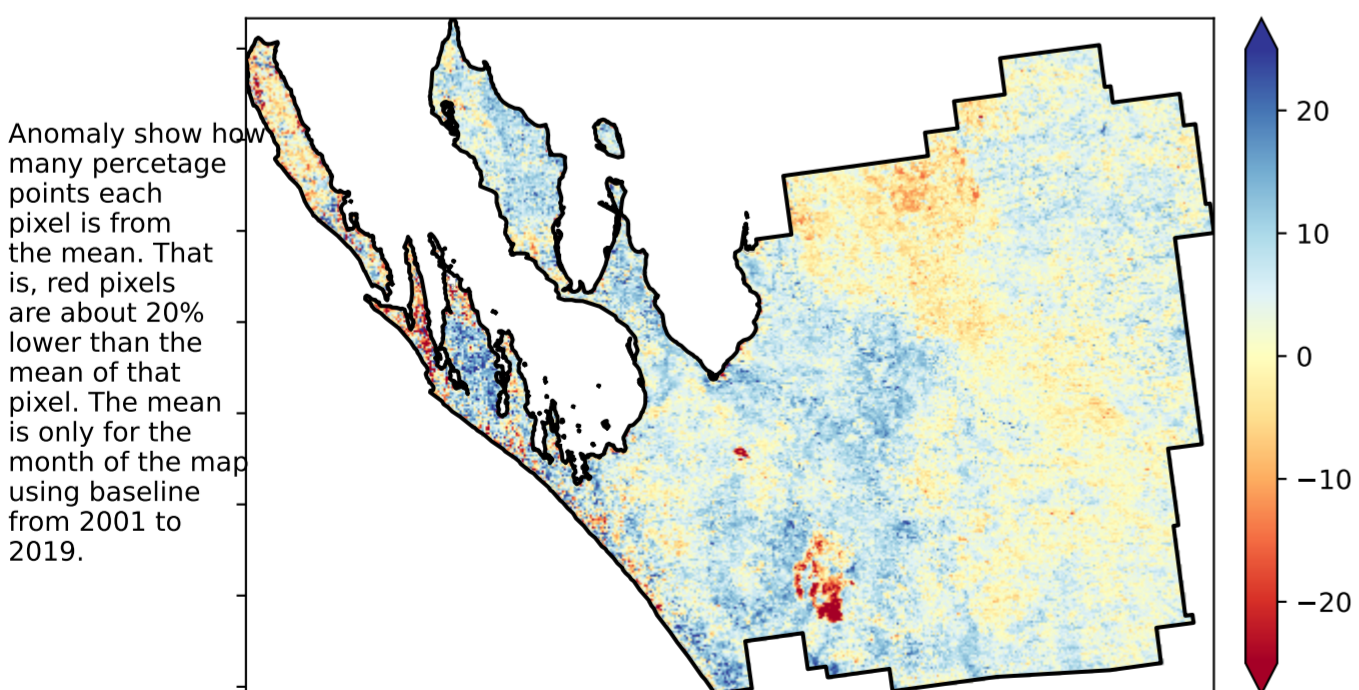 Anomaly show how
many percetage
points each
pixel is from
the mean. That
is, red pixels
are about 20%
lower than the
mean of that
pixel. The mean
is only for the
month of the map
using baseline
from 2001 to
2019.
20
10
0
−10
−20